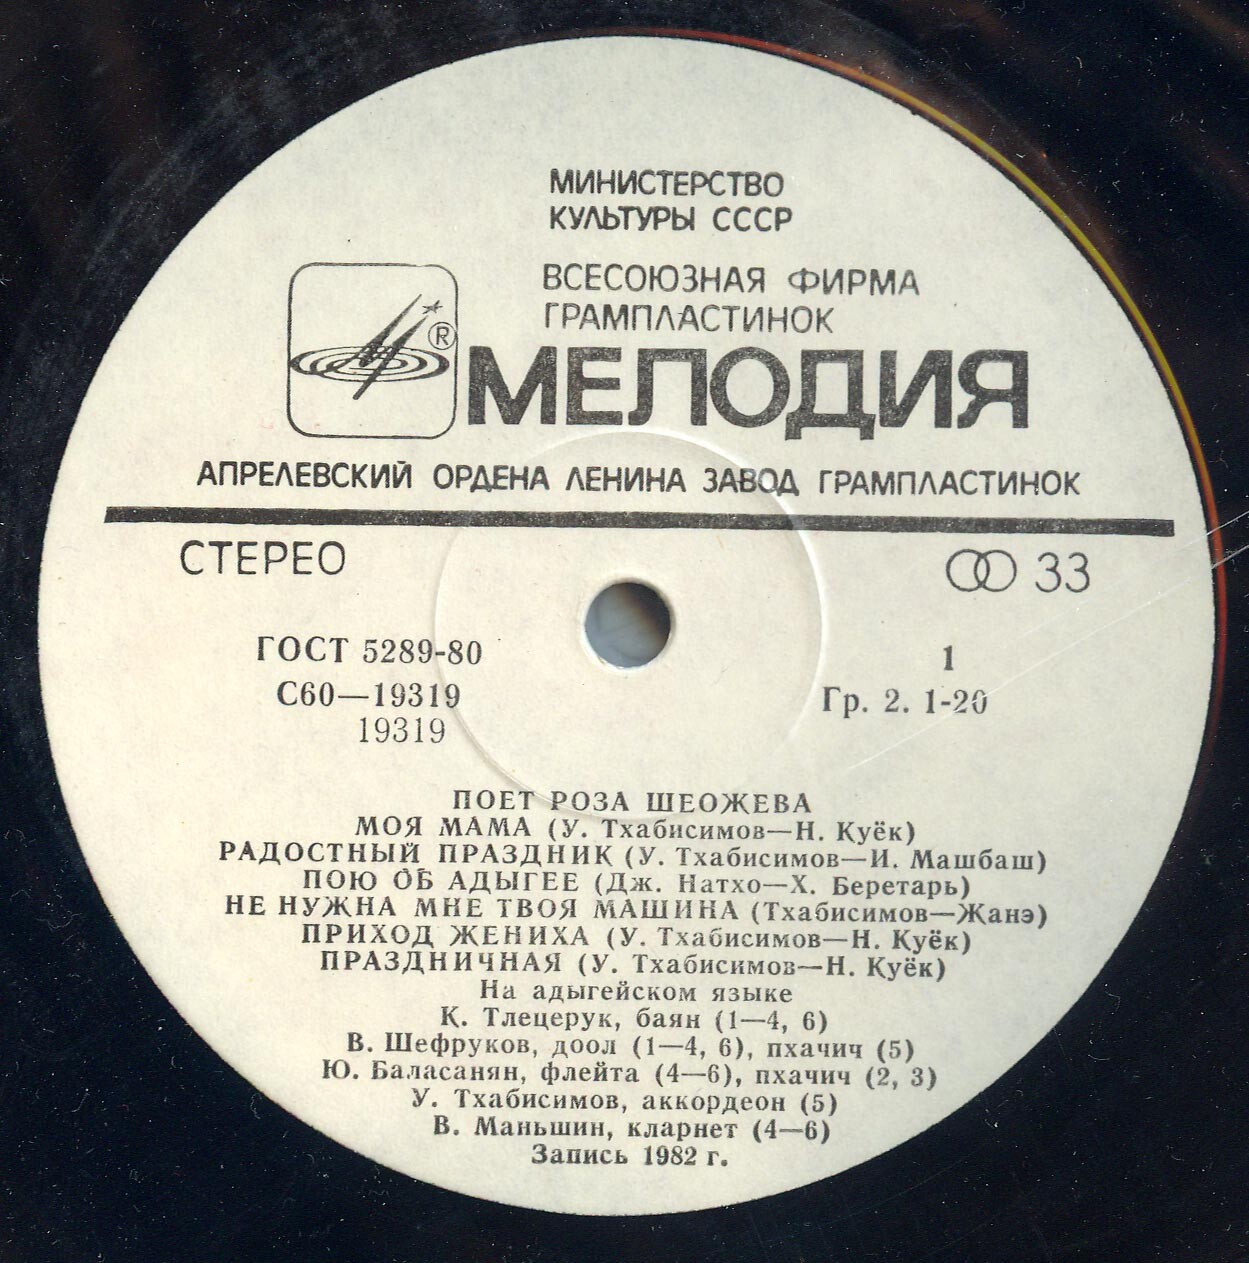 МИНИСТЕРСТВО
КУЛЬТУРЫ СССР
ВСЕСОЮЗНАЯ ФИРМА
ГРАМПЛАСТИНОК
®
МЕЛОДИЯ
АПРЕЛЕВСКИЙ ОРДЕНА ЛЕНИНА ЗАВОД ГРАМПЛАСТИНОК
СТЕРЕО
33
ГОСТ 5289-80
1
С60—19319
Гр. 2. 1-20
19319
ПОЕТ РОЗА ШЕОЖЕВА
МОЯ МАМА (У. Тхабисимов—Н. Куёк)
РАДОСТНЫЙ ПРАЗДНИК (У. Тхабисимов—И. Машбаш)
ПОЮ ОБ АДЫГЕЕ (Дж. Натхо—Х. Беретарь)
НЕ НУЖНА МНЕ ТВОЯ МАШИНА (Тхабисимов—Жанэ)
ПРИХОД ЖЕНИХА (У. Тхабисимов—Н. Куёк)
ПРАЗДНИЧНАЯ (У. Тхабисимов—Н. Куёк)
На адыгейском языке
К. Тлецерук, баян (1—4, 6)
В. Шефруков, доол (1—4, 6), пхачич (5)
Ю. Баласанян, флейта (4—6), пхачич (2, 3)
У. Тхабисимов, аккордеон (5)
В. Маньшин, кларнет (4—6)
Запись 1982 г.